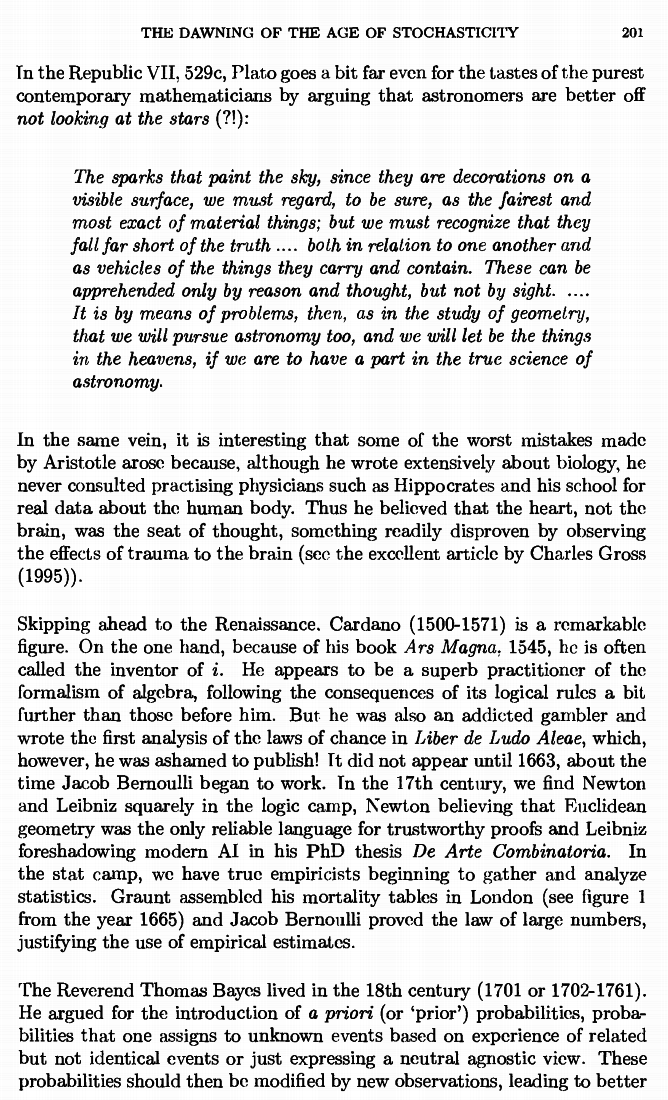 THE DAWNING OF THE AGE OF STOCHASTICITY 201
In the Republic VII, 529c, Plato goes a bit far even for the tastes of the purest
contemporary mathematicians by arguing that astronomers are better off
not looking at the stars (?!):
The sparks that paint the sky, since they are decorations on a
visible surface, we must regard, to be sure, as the fairest and
most exact of material things; but we must recognize that they
fall far short of the truth .... both in relation to one another and
as vehicles of the things they carry and contain. These can be
apprehended only by reason and thought, but not by sight. ....
It is by means of problems, then, as in the study of geometry,
that we will pursue astronomy too, and we will let be the things
in the heavens, if we are to have a part in the true science of
astronomy.
In the same vein, it is interesting that some of the worst mistakes made
by Aristotle arose because, although he wrote extensively about biology, he
never consulted practising physicians such as Hippocrates and his school for
real data about the human body. Thus he believed that the heart, not the
brain, was the seat of thought, something readily disproven by observing
the effects of trauma to the brain (see the excellent article by Charles Gross
(1995)).
Skipping ahead to the Renaissance, Cardano (1500-1571) is a remarkable
figure. On the one hand, because of his book Ars Magna, 1545, he is often
called the inventor of i. He appears to be a superb practitioner of the
formalism of algebra, following the consequences of its logical rules a bit
further than those before him. But he was also an addicted gambler and
wrote the first analysis of the laws of chance in Liber de Ludo Aleae, which,
however, he was ashamed to publish! It did not appear until 1663, about the
time Jacob Bernoulli began to work. In the 17th century, we find Newton
and Leibniz squarely in the logic camp, Newton believing that Euclidean
geometry was the only reliable language for trustworthy proofs and Leibniz
foreshadowing modern AI in his PhD thesis De Arte Combinatoria. In
the stat camp, we have true empiricists beginning to gather and analyze
statistics. Graunt assembled his mortality tables in London (see figure 1
from the year 1665) and Jacob Bernoulli proved the law of large numbers,
justifying the use of empirical estimates.
The Reverend Thomas Bayes lived in the 18th century (1701 or 1702-1761).
He argued for the introduction of a priori (or ‘prior’) probabilities, proba-
bilities that one assigns to unknown events based on experience of related
but not identical events or just expressing a neutral agnostic view. These
probabilities should then be modified by new observations, leading to better